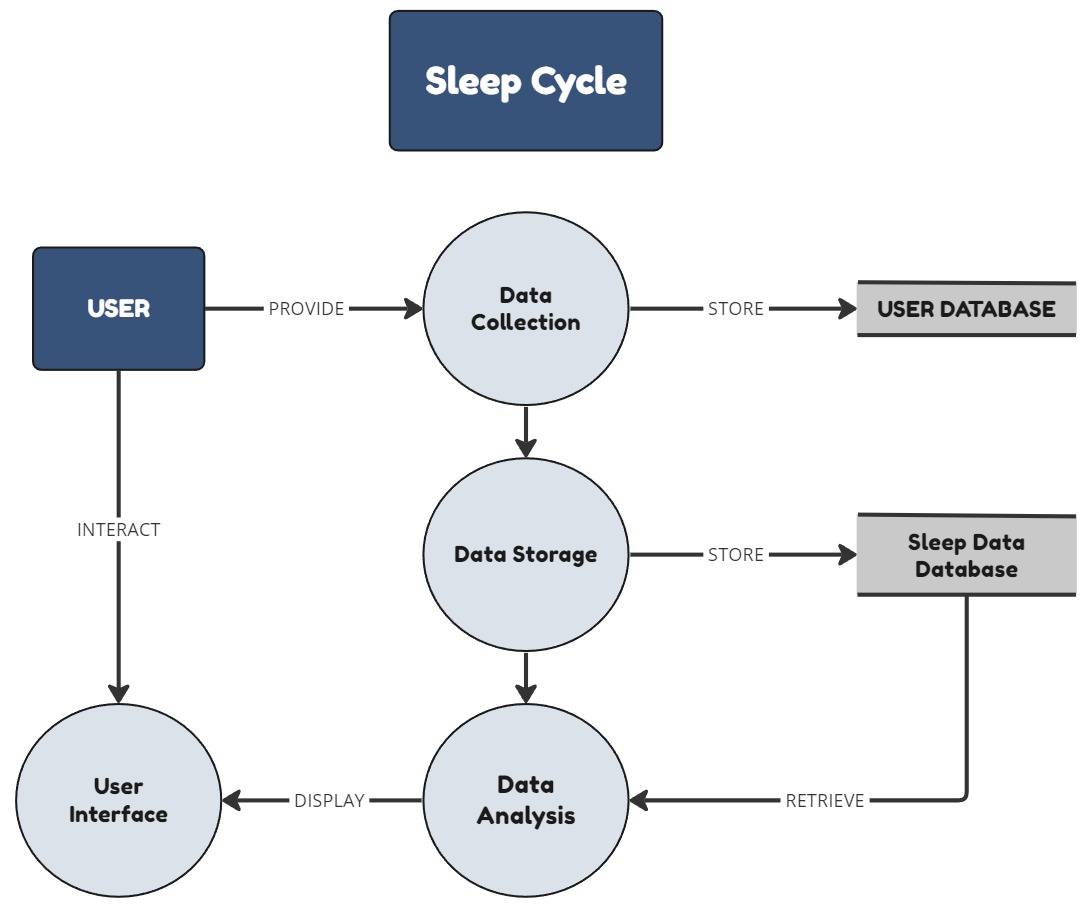 Sleep Cycle
USER
PROVIDE
Data
Collection
STORE
USER DATABASE
INTERACT
Data Storage
STORE
Sleep Data
Database
User
Interface
DISPLAY
Data
Analysis
RETRIEVE